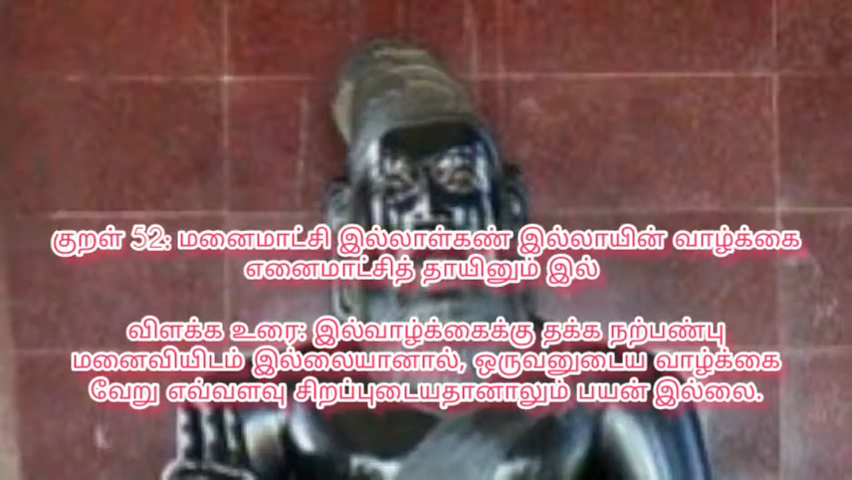 குறள் 52: மனைமாட்சி இல்லாள்கண் இல்லாயின் வாழ்க்கை
எனைமாட்சித் தாயினும் இல்
விளக்க உரை: இல்வாழ்க்கைக்கு தக்க நற்பண்பு
மனைவியிடம் இல்லையானால், ஒருவனுடைய வாழ்க்கை
வேறு எவ்வளவு சிறப்புடையதானாலும் பயன் இல்லை.